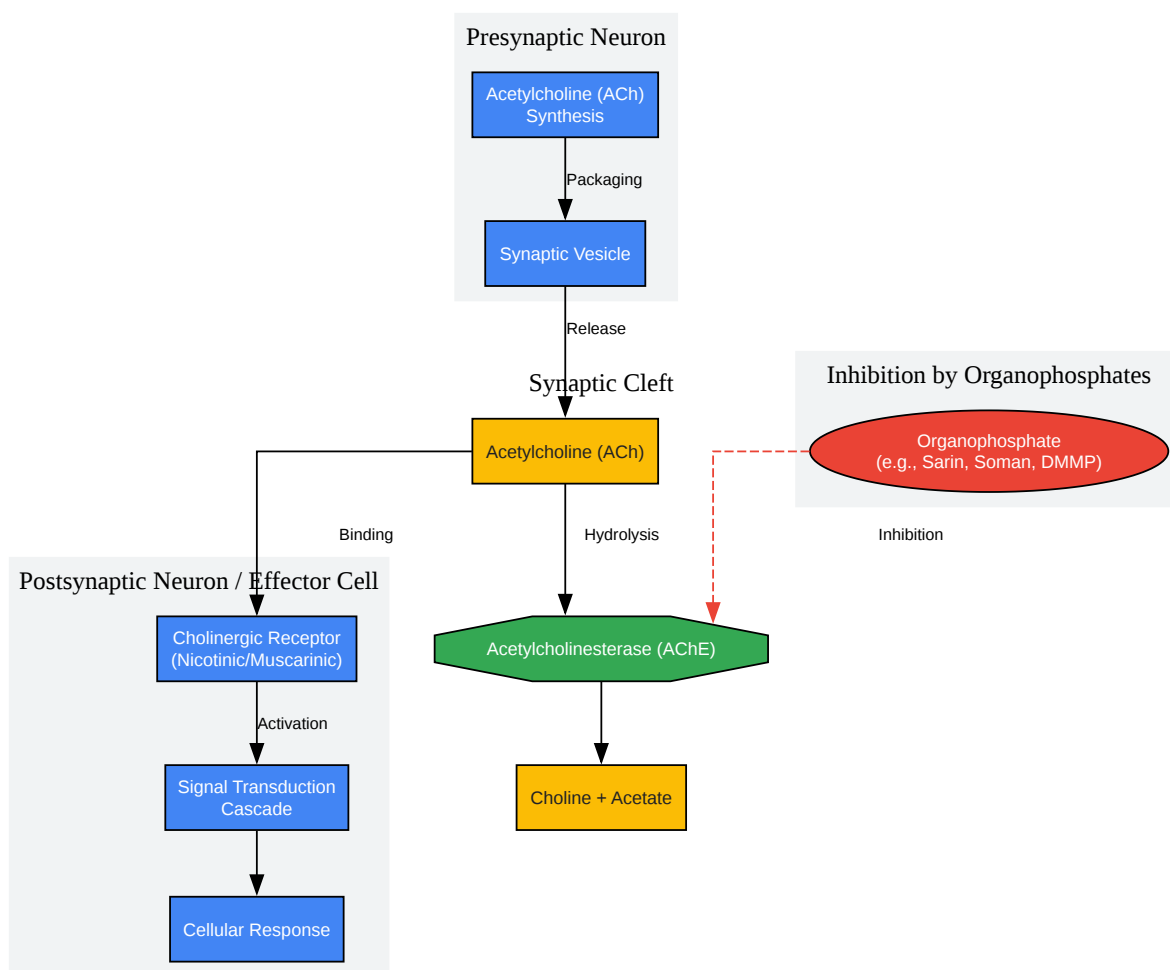 Presynaptic Neuron
Acetylcholine (ACh)
Synthesis
Packaging
Synaptic Vesicle
Release
Synaptic Cleft
Inhibition by Organophosphates
Acetylcholine (ACh)
Organophosphate
(e.g., Sarin, Soman, DMMP)
Binding
Hydrolysis
Inhibition
Postsynaptic Neuron / Effector Cell
Cholinergic Receptor
(Nicotinic/Muscarinic)
Acetylcholinesterase (AChE)
Activation
Signal Transduction
Cascade
Choline + Acetate
Cellular Response